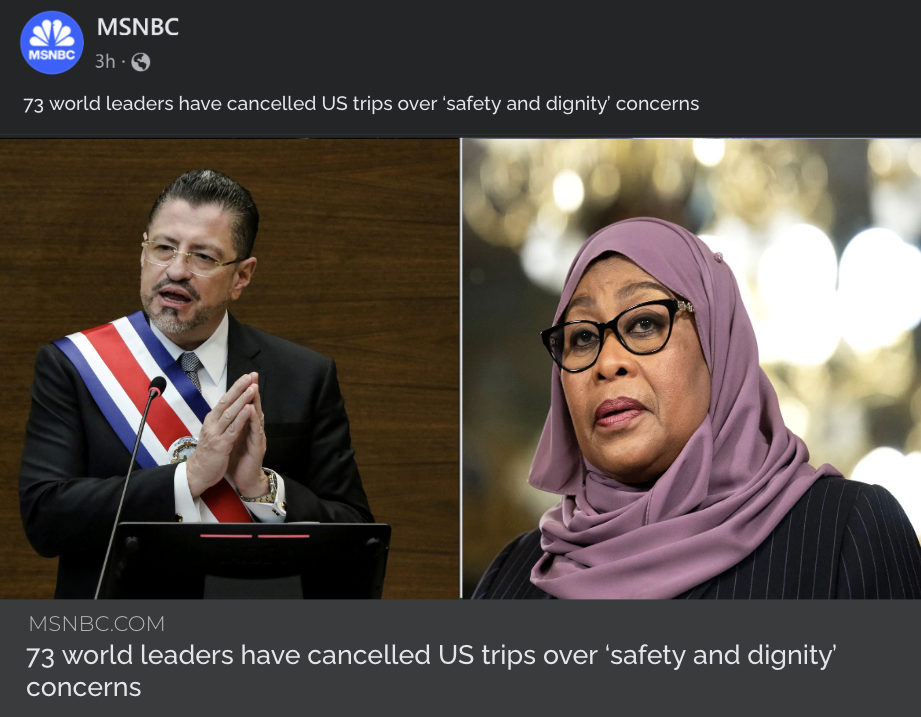 MSNBC
MSNBC
3h ·
73 world leaders have cancelled US trips over ‘safety and dignity’ concerns
MSNBC.COM
73 world leaders have cancelled US trips over ‘safety and dignity’
concerns